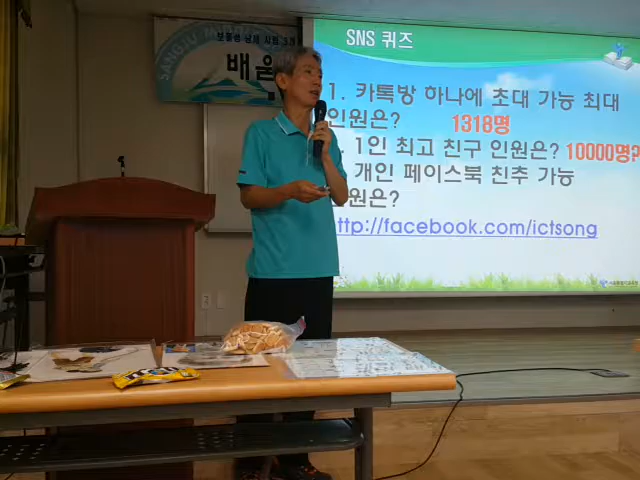 SNS 퀴즈
1. 카톡방 하나에 초대 가능 최대
인원은? 1318명
. 1인 최고 친구 인원은? 10000명?
개인 페이스북 친추 가능
원은?
ttp://facebook.com/ictsong
SANGJU
배움